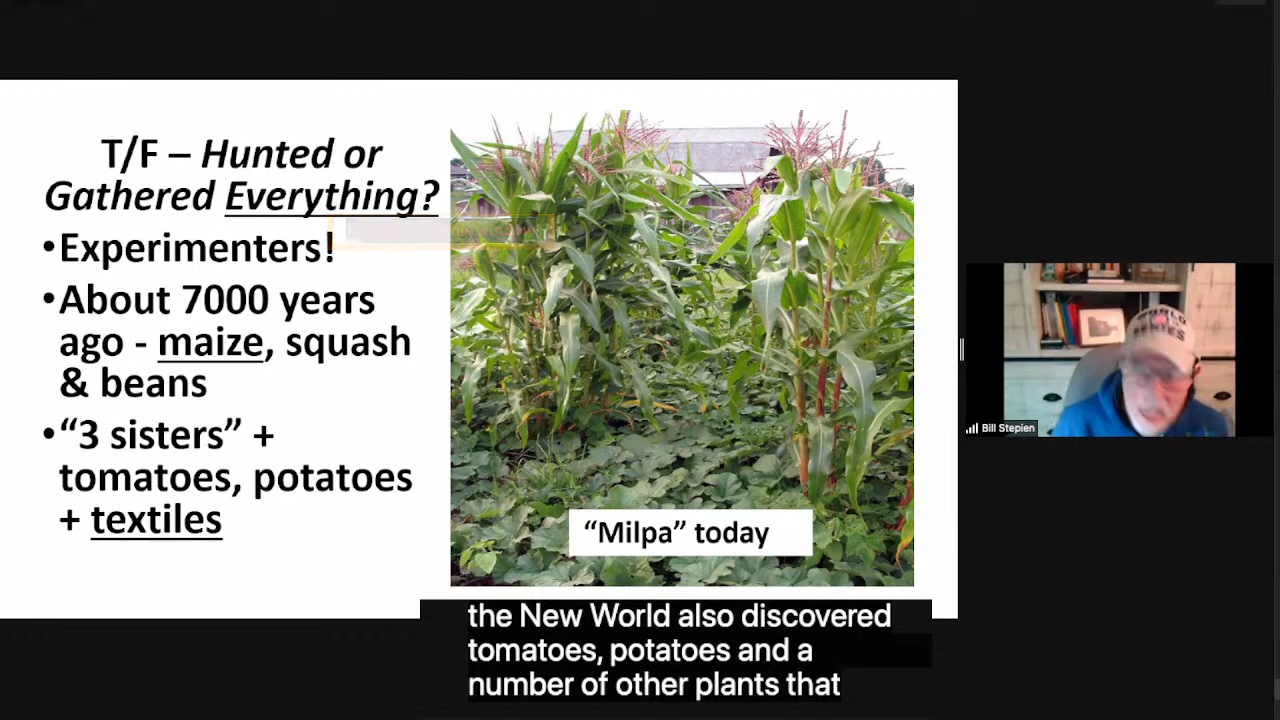 T/F – Hunted or
Gathered Everything?
•Experimenters!
•About 7000 years
ago - maize, squash
& beans
•“3 sisters” +
tomatoes, potatoes
+ textiles
“Milpa” today
Bill Stepien
the New World also discovered
tomatoes, potatoes and a
number of other plants that